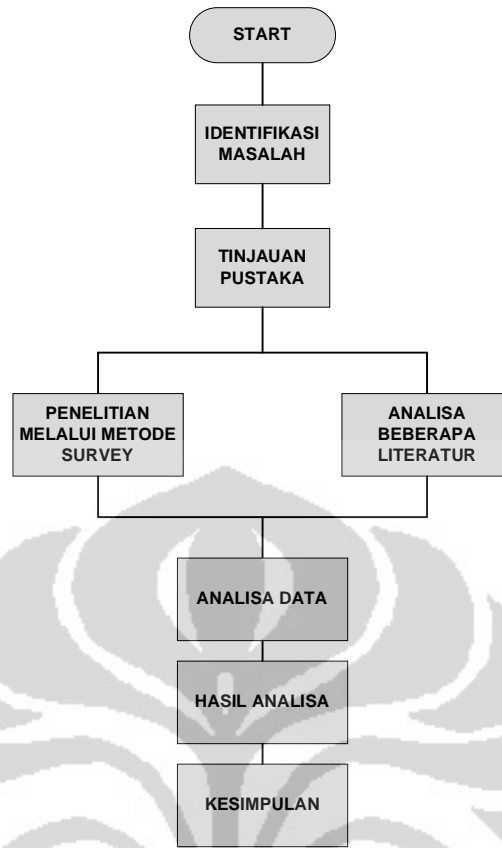 START
IDENTIFIKASI
MASALAH
TINJAUAN
PUSTAKA
PENELITIAN
MELALUI METODE
SURVEY
ANALISA
BEBERAPA
LITERATUR
ANALISA DATA
HASIL ANALISA
KESIMPULAN